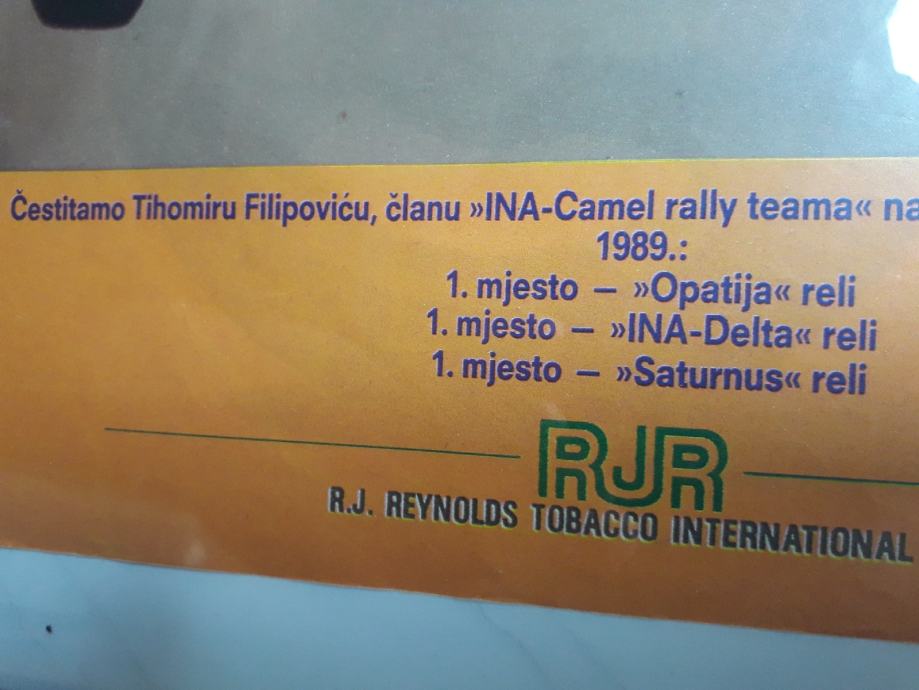 Čestitamo Tihomiru Filipoviću, članu »INA-Camel rally teama« na
1989.:
1. mjesto — »Opatija« reli
1. mjesto — »INA-Delta« reli
1. mjesto — »Saturnus« reli
RJR
R.J. REYNOLDS TOBACCO INTERNATIONAL